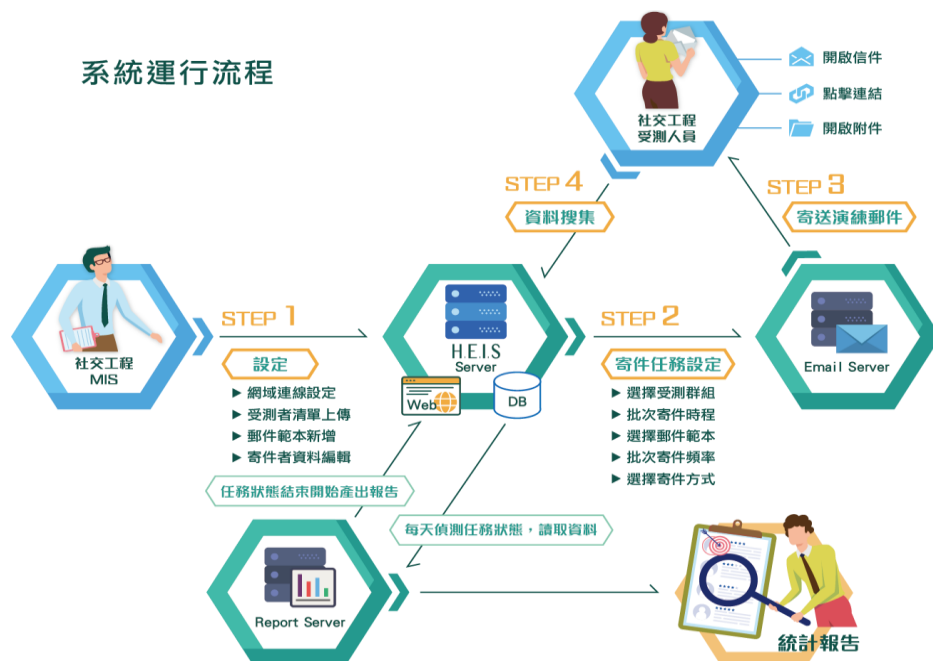 系統運行流程
社交工程
受測人員
開啟信件
點擊連結
開啟附件
STEP 4
資料搜集
STEP 3
寄送演練郵件
社交工程
MIS
STEP 1
設定
▶ 網域連線設定
▶ 受測者清單上傳
▶ 郵件範本新增
▶ 寄件者資料編輯
H.E.I.S
Server
Web
DB
STEP 2
寄件任務設定
▶ 選擇受測群組
▶ 批次寄件時程
▶ 選擇郵件範本
▶ 批次寄件頻率
▶ 選擇寄件方式
Email Server
任務狀態結束開始產出報告
每天偵測任務狀態，讀取資料
Report Server
統計報告